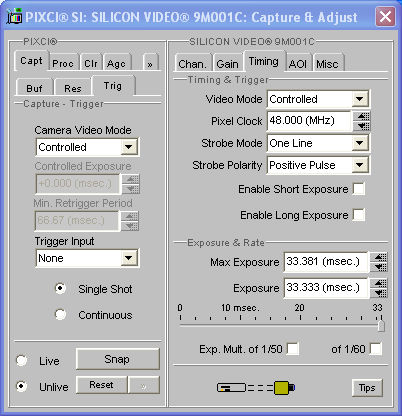 PIXCI® SI: SILICON VIDEO® 9M001C: Capture & Adjust
PIXCI®
Capt Proc Clr Agc »
Buf Res Trig
Capture - Trigger
Camera Video Mode
Controlled
Controlled Exposure
+0.000 (msec.)
Min. Retrigger Period
66.67 (msec.)
Trigger Input
None
Single Shot
Continuous
Live
Snap
Unlive
Reset »
SILICON VIDEO® 9M001C
Chan. Gain Timing AOI Misc
Timing & Trigger
Video Mode Controlled
Pixel Clock 48.000 (MHz)
Strobe Mode One Line
Strobe Polarity Positive Pulse
Enable Short Exposure
Enable Long Exposure
Exposure & Rate
Max Exposure 33.381 (msec.)
Exposure 33.333 (msec.)
0 10 msec. 20 33
Exp. Mult. of 1/50 of 1/60
Tips